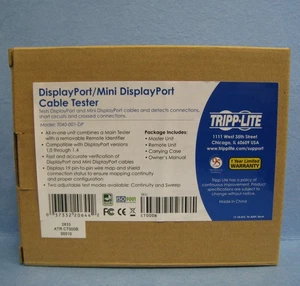 DisplayPort/Mini DisplayPort
Cable Tester
Tests DisplayPort and Mini DisplayPort cables and detects connections,
short circuits and coaxial connections.
Model: T040-001-DP
• All-in-one unit combines a Main Tester
with a removable Remote Identifier
• Compatible with DisplayPort versions
1.0 through 1.4
• Fast and accurate verification of
DisplayPort and Mini DisplayPort cables
• Displays 19 pin-to-pin wire map and shield
connection status to ensure mapping continuity
and proper configuration
• Two adjustable test modes available: Continuity and Sweep
Package Includes:
• Master Unit
• Remote Unit
• Carrying Case
• Owner's Manual
TRIPP·LITE
1111 West 35th Street
Chicago, IL 60609 USA
www.tripplite.com/support
1 Year Limited
WARRANTY
Tripp Lite has a policy of
continuous improvement. Product
specifications are subject to
change without notice.
Made in China